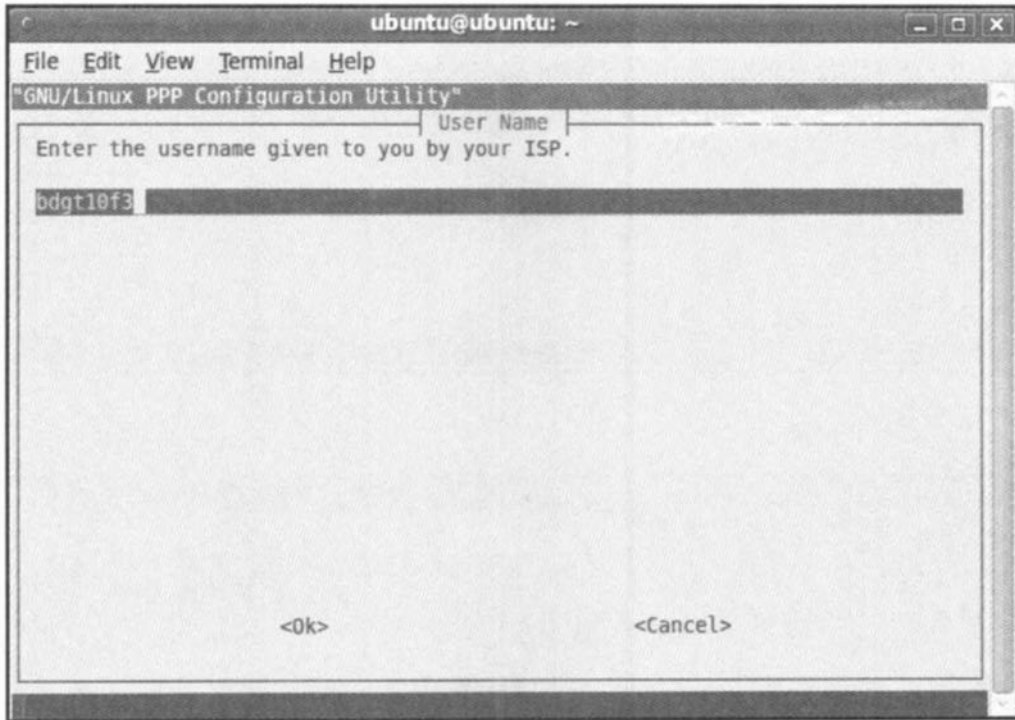 ubuntu@ubuntu: ~
File Edit View Terminal Help
"GNU/Linux PPP Configuration Utility"
User Name
Enter the username given to you by your ISP.
bdgt10f3
<Ok> <Cancel>